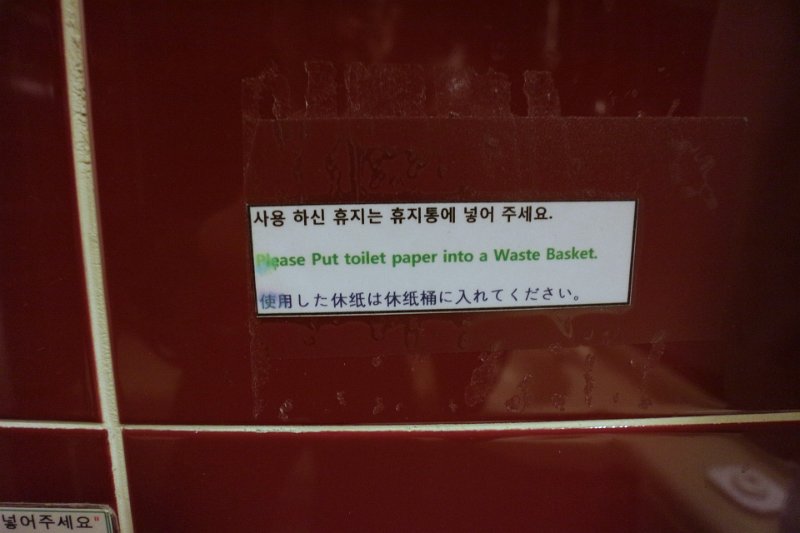 사용 하신 휴지는 휴지통에 넣어 주세요.
Please Put toilet paper into a Waste Basket.
使用した休纸は休纸桶に入れてください。
넣어주세요"